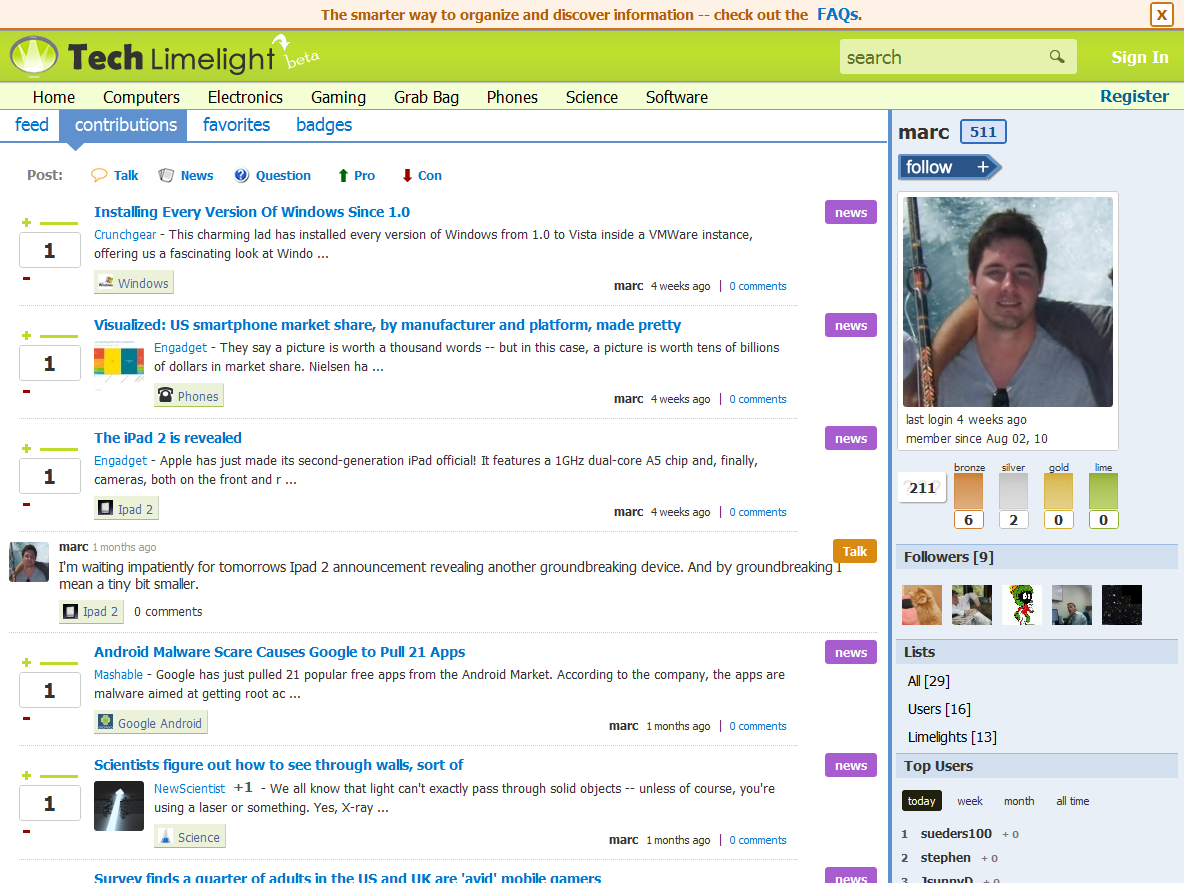 The smarter way to organize and discover information -- check out the FAQs.
X
Tech Limelight beta
search
Sign In
Home Computers Electronics Gaming Grab Bag Phones Science Software
Register
feed contributions favorites badges
Post: Talk News Question Pro Con
Installing Every Version Of Windows Since 1.0
news
1
Crunchgear - This charming lad has installed every version of Windows from 1.0 to Vista inside a VMWare instance,
offering us a fascinating look at Windo ...
Windows
marc 4 weeks ago | 0 comments
Visualized: US smartphone market share, by manufacturer and platform, made pretty
news
1
Engadget - They say a picture is worth a thousand words -- but in this case, a picture is worth tens of billions
of dollars in market share. Nielsen ha ...
Phones
marc 4 weeks ago | 0 comments
The iPad 2 is revealed
news
1
Engadget - Apple has just made its second-generation iPad official! It features a 1GHz dual-core A5 chip and, finally,
cameras, both on the front and r ...
Ipad 2
marc 4 weeks ago | 0 comments
marc 1 months ago
Talk
I'm waiting impatiently for tomorrows Ipad 2 announcement revealing another groundbreaking device. And by groundbreaking I
mean a tiny bit smaller.
Ipad 2 0 comments
Android Malware Scare Causes Google to Pull 21 Apps
news
1
Mashable - Google has just pulled 21 popular free apps from the Android Market. According to the company, the apps are
malware aimed at getting root ac ...
Google Android
marc 1 months ago | 0 comments
Scientists figure out how to see through walls, sort of
news
1
NewScientist +1 - We all know that light can't exactly pass through solid objects -- unless of course, you're
using a laser or something. Yes, X-ray ...
Science
marc 1 months ago | 0 comments
Survey finds a quarter of adults in the US and UK are 'avid' mobile gamers
news
marc 511
follow +
last login 4 weeks ago
member since Aug 02, 10
bronze silver gold lime
211
6 2 0 0
Followers [9]
Lists
All [29]
Users [16]
Limelights [13]
Top Users
today week month all time
1 sueders100 + 0
2 stephen + 0
3 JsunnyD + 0